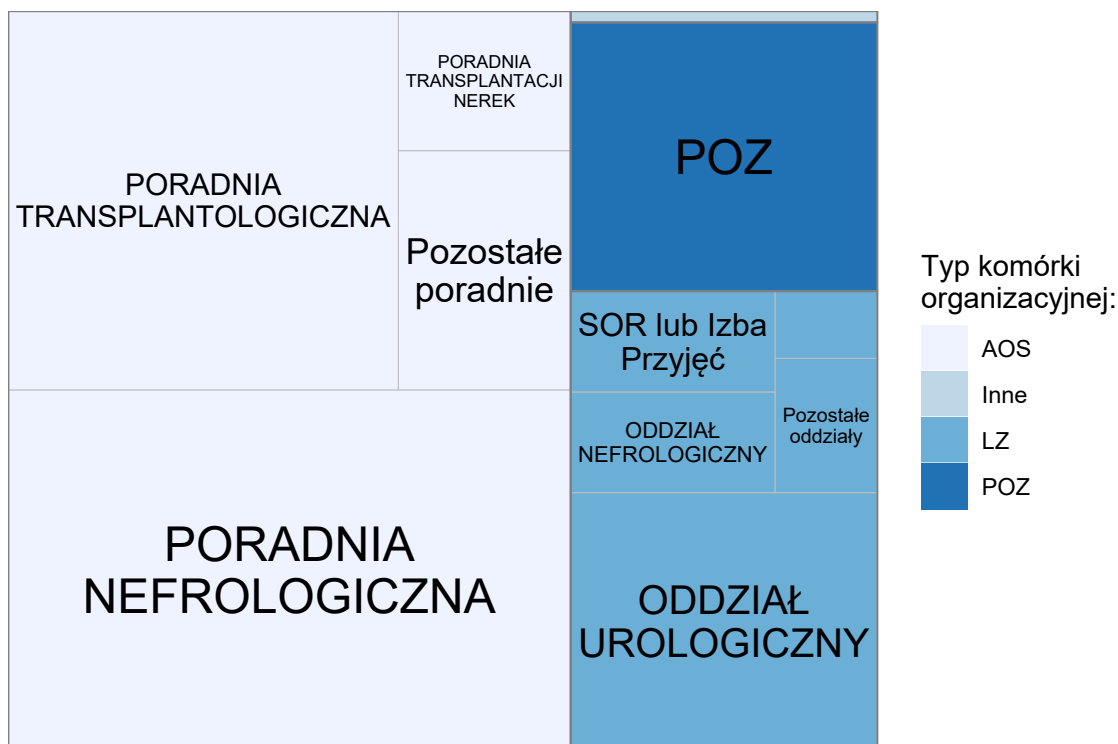 PORADNIA
TRANSPLANTOLOGICZNA
PORADNIA
TRANSPLANTACJI
NEREK
Pozostałe
poradnie
PORADNIA
NEFROLOGICZNA
POZ
SOR lub Izba
Przyjęć
ODDZIAŁ
NEFROLOGICZNY
Pozostałe
oddziały
ODDZIAŁ
UROLOGICZNY
Typ komórki
organizacyjnej:
AOS
Inne
LZ
POZ